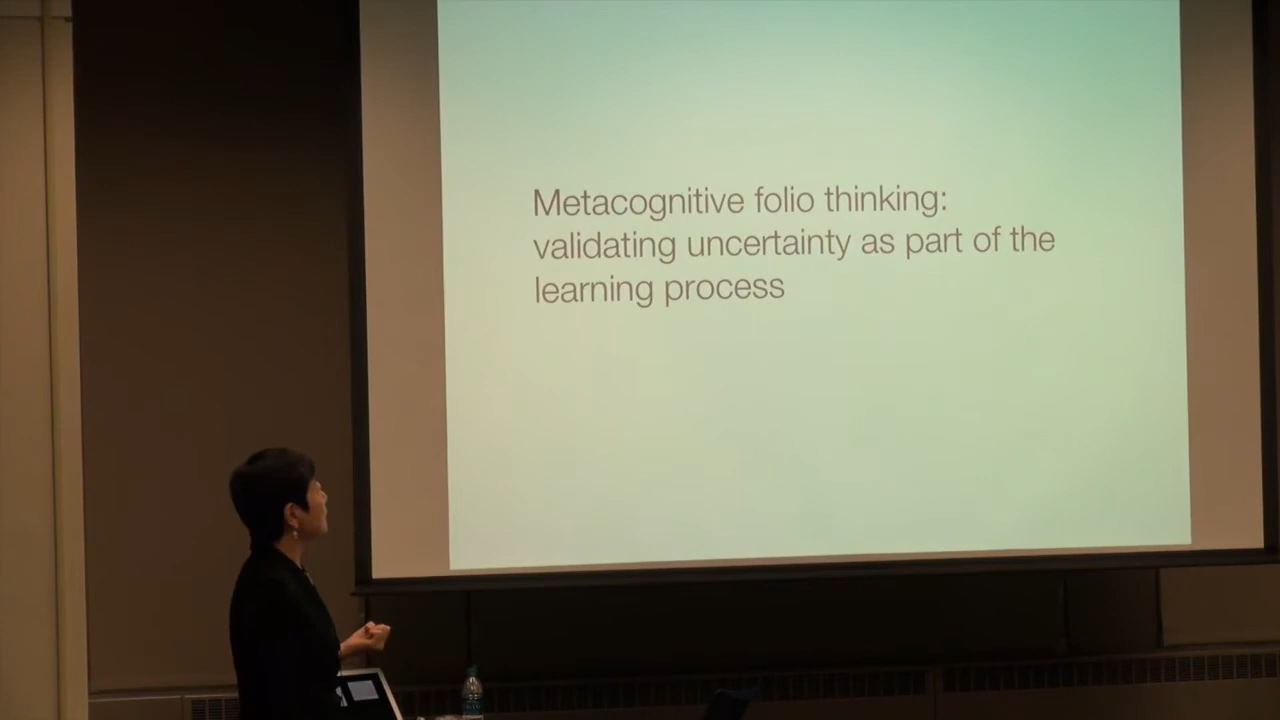 Metacognitive folio thinking:
validating uncertainty as part of the
learning process